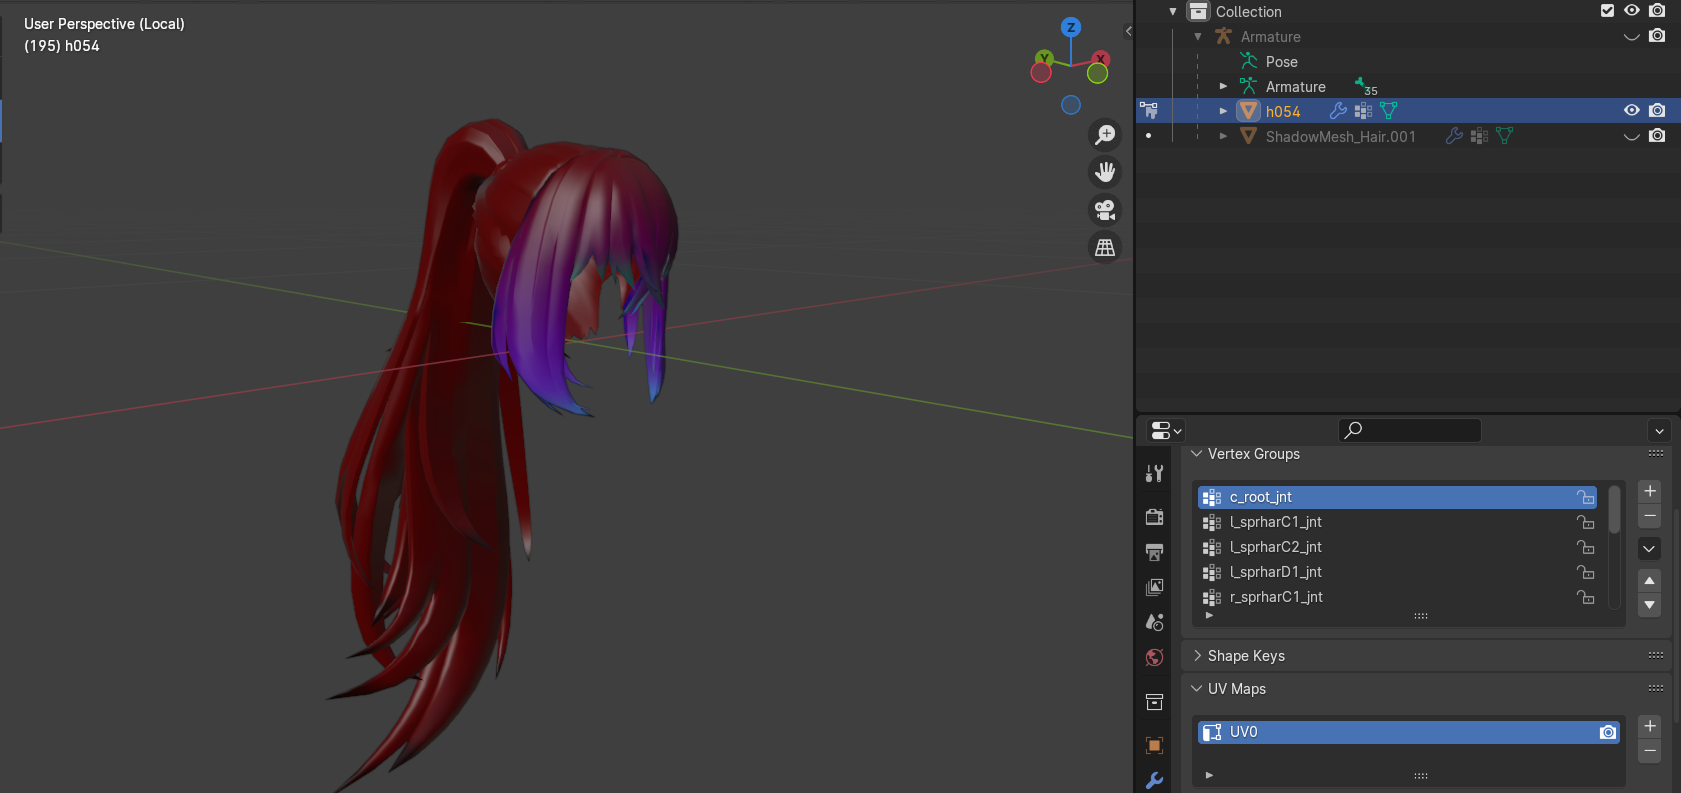 User Perspective (Local)
(195) h054
Z
Y
X
Collection
Armature
Pose
Armature
35
h054
ShadowMesh_Hair.001
Vertex Groups
c_root_jnt
l_sprharC1_jnt
l_sprharC2_jnt
l_sprharD1_jnt
r_sprharC1_jnt
Shape Keys
UV Maps
UV0